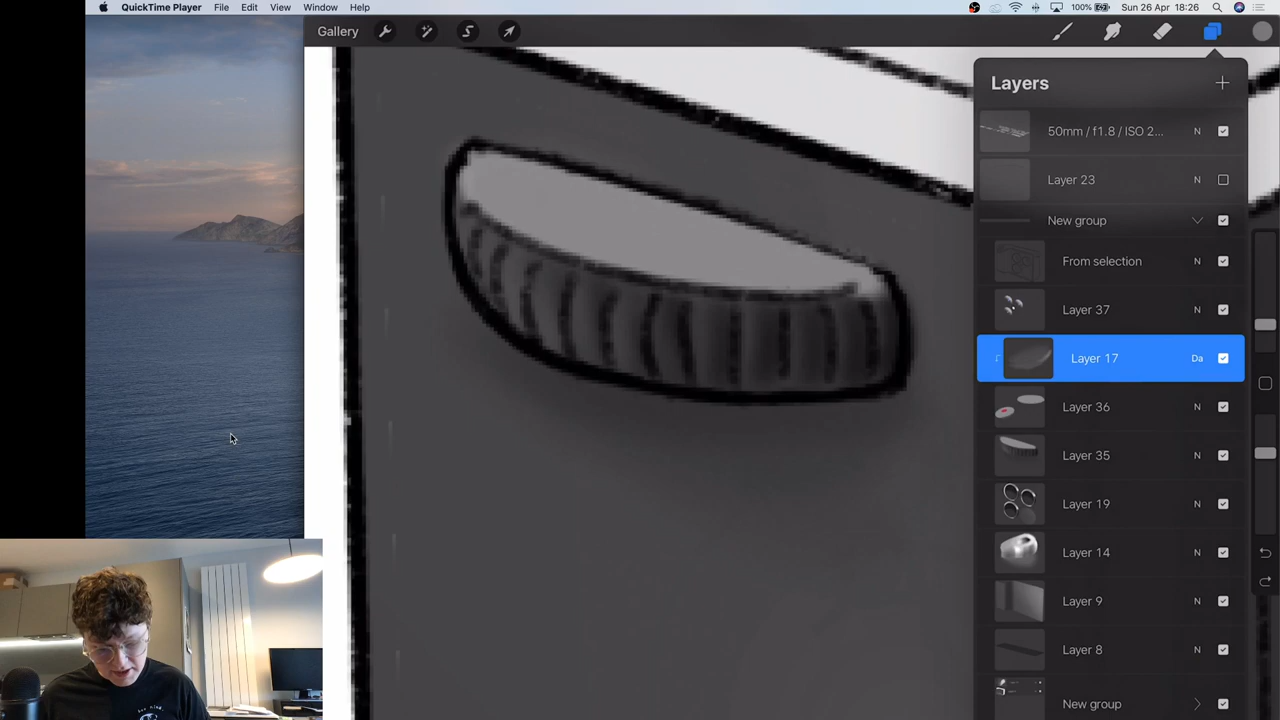 QuickTime Player File Edit View Window Help 100% Sun 26 Apr 18:26
Gallery
Layers
50mm / f1.8 / ISO 2... N
Layer 23 N
New group
From selection N
Layer 37 N
Layer 17 Da
Layer 36 N
Layer 35 N
Layer 19 N
Layer 14 N
Layer 9 N
Layer 8 N
New group